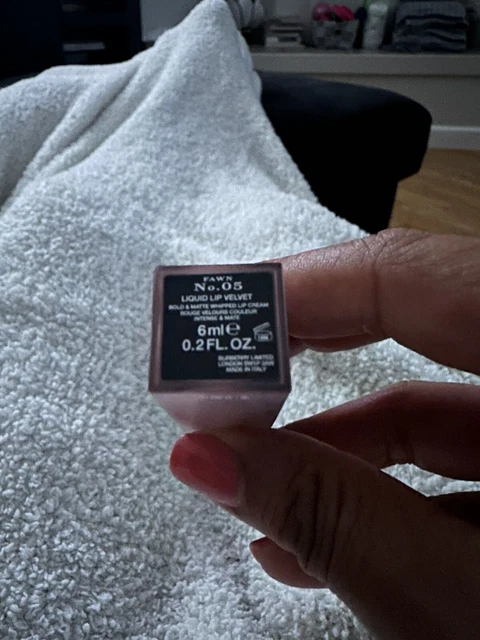 FAWN
No.05
LIQUID LIP VELVET
BOLD & MATTE WHIPPED LIP CREAM
ROUGE VELOURS COULEUR
INTENSE & MATE
6ml℮
0.2 FL. OZ.
BURBERRY LIMITED
LONDON SW1P 2AW
MADE IN ITALY